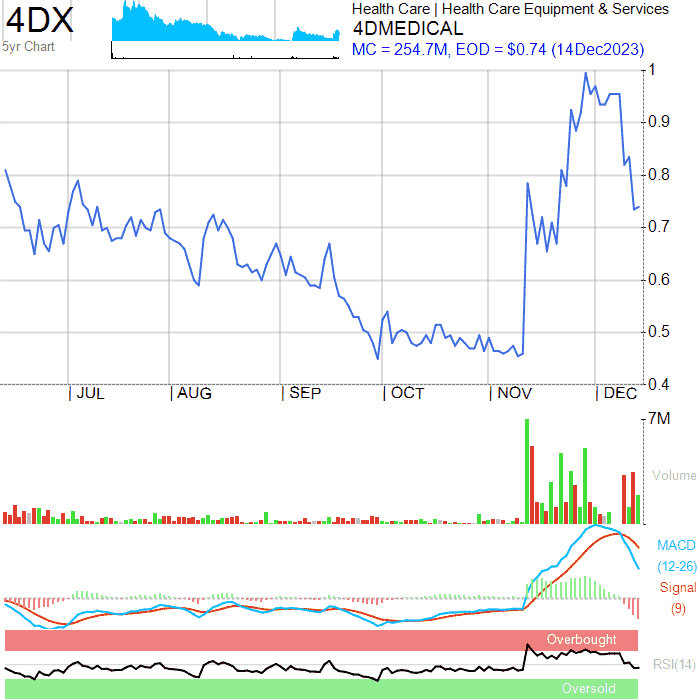 4DX
5yr Chart
Health Care | Health Care Equipment & Services
4DMEDICAL
MC = 254.7M, EOD = $0.74 (14Dec2023)
1
0.9
0.8
0.7
0.6
0.5
0.4
| JUL | AUG | SEP | OCT | NOV | DEC
7M
Volume
MACD
(12-26)
Signal
(9)
Overbought
RSI(14)
Oversold